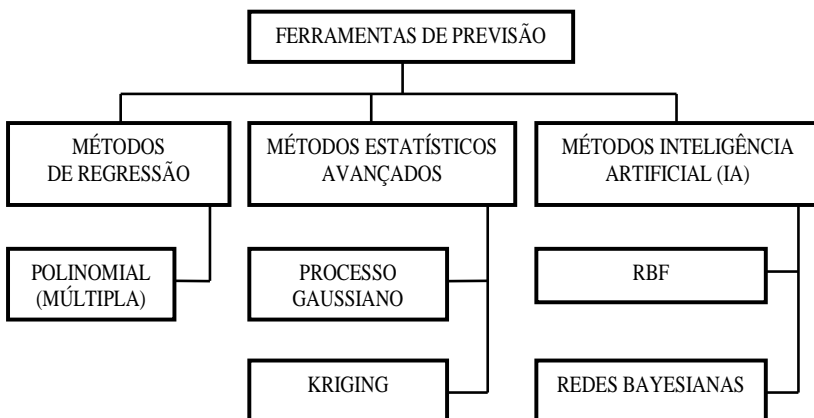 FERRAMENTAS DE PREVISÃO
MÉTODOS
DE REGRESSÃO
MÉTODOS ESTATÍSTICOS
AVANÇADOS
MÉTODOS INTELIGÊNCIA
ARTIFICIAL (IA)
POLINOMIAL
(MÚLTIPLA)
PROCESSO
GAUSSIANO
RBF
KRIGING
REDES BAYESIANAS